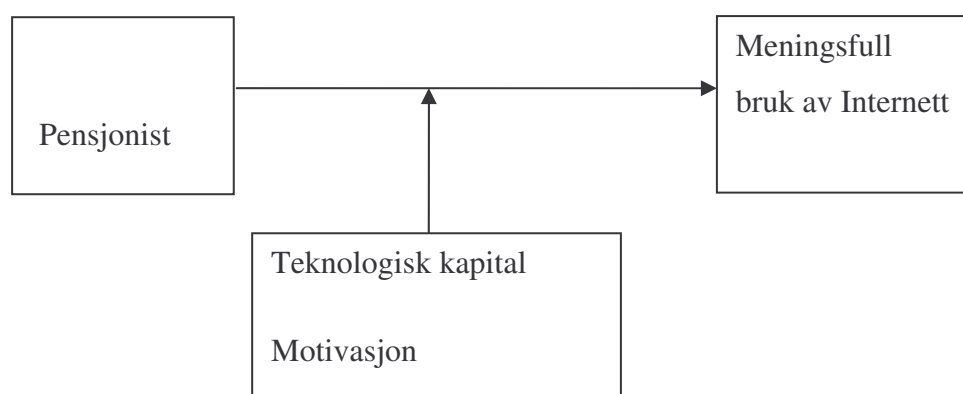 Pensjonist
Meningsfull
bruk av Internett
Teknologisk kapital
Motivasjon